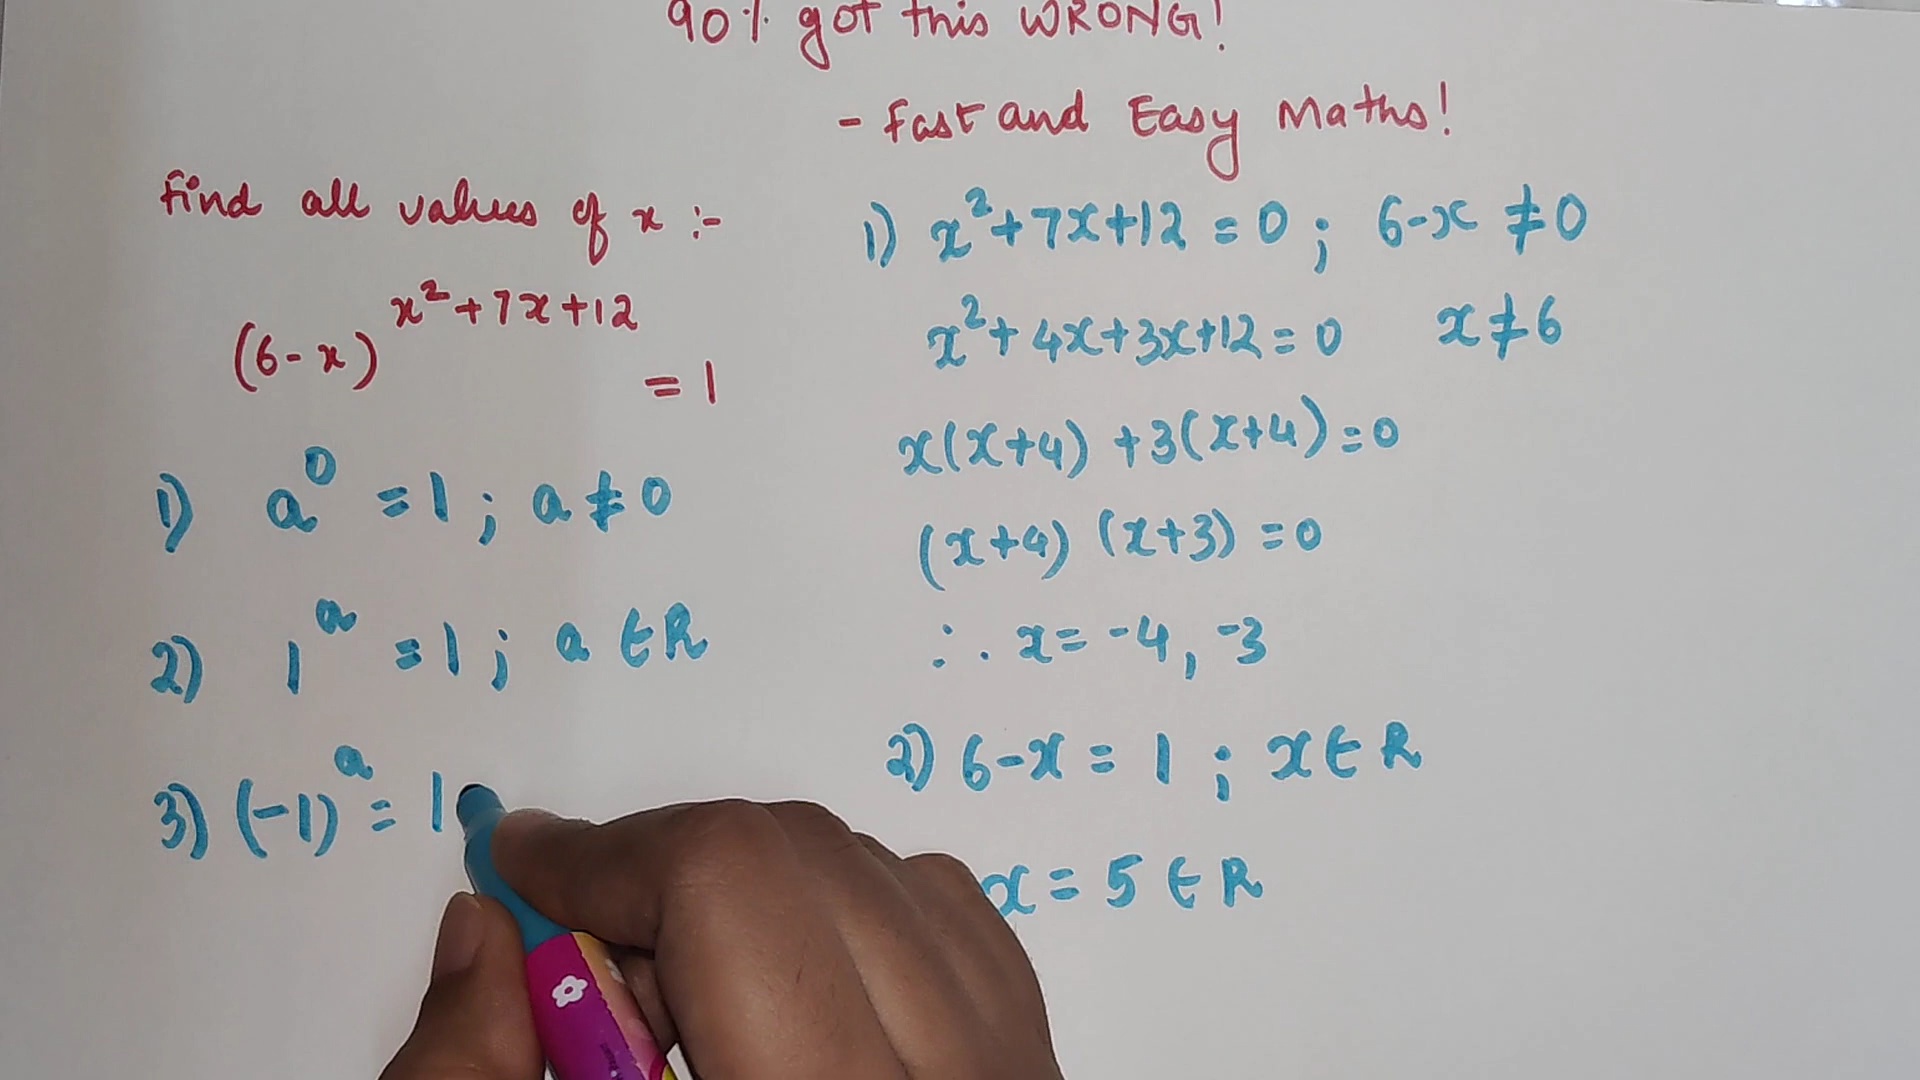 90% got this WRONG!
- Fast and Easy Maths!
Find all values of x :-
(6-x)^{x²+7x+12} = 1
1) a⁰ = 1 ; a ≠ 0
2) 1ᵃ = 1 ; a ∈ R
3) (-1)ᵃ = 1
1) x²+7x+12 = 0 ; 6-x ≠ 0
x²+4x+3x+12 = 0 x ≠ 6
x(x+4) +3(x+4) = 0
(x+4) (x+3) = 0
∴ x = -4, -3
2) 6-x = 1 ; x ∈ R
x = 5 ∈ R